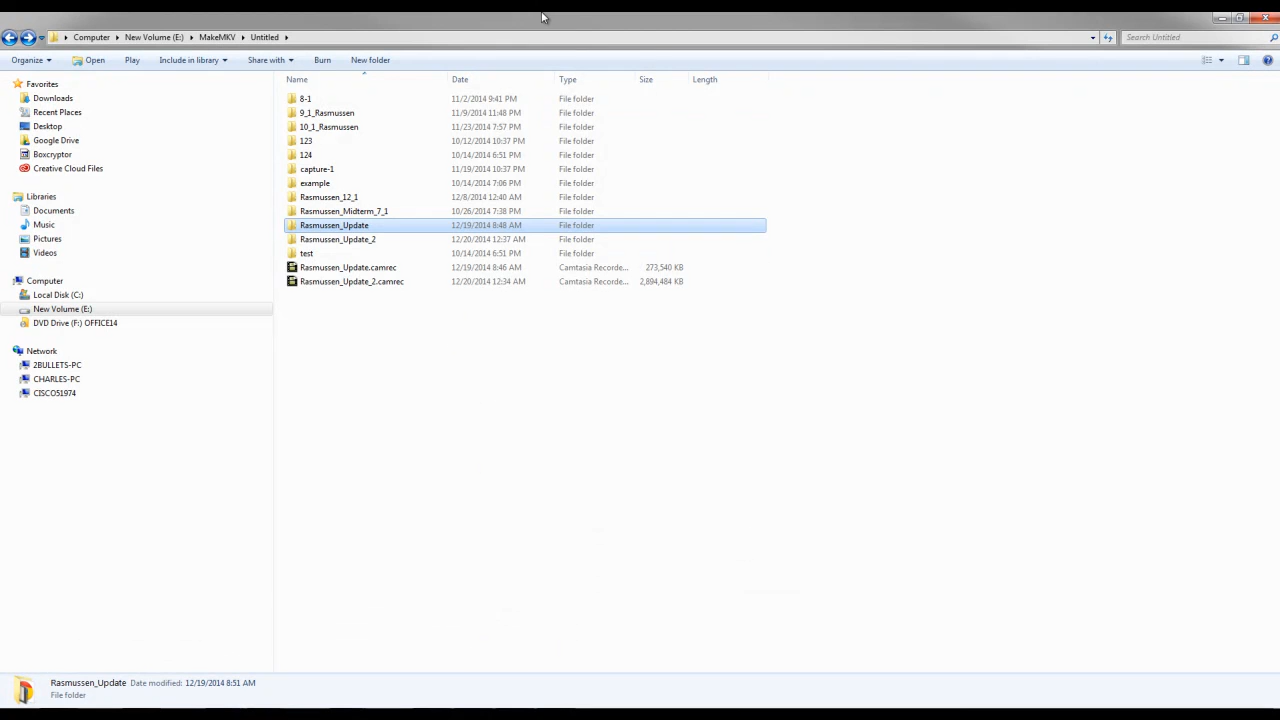 Computer ▸ New Volume (E:) ▸ MakeMKV ▸ Untitled ▸ Search Untitled
Organize ▾ Open Play Include in library ▾ Share with ▾ Burn New folder
Name Date Type Size Length
Favorites
Downloads
Recent Places
Desktop
Google Drive
Boxcryptor
Creative Cloud Files
Libraries
Documents
Music
Pictures
Videos
Computer
Local Disk (C:)
New Volume (E:)
DVD Drive (F:) OFFICE14
Network
2BULLETS-PC
CHARLES-PC
CISCO51974
8-1 11/2/2014 9:41 PM File folder
9_1_Rasmussen 11/9/2014 11:48 PM File folder
10_1_Rasmussen 11/23/2014 7:57 PM File folder
123 10/12/2014 10:37 PM File folder
124 10/14/2014 6:51 PM File folder
capture-1 11/19/2014 10:37 PM File folder
example 10/14/2014 7:06 PM File folder
Rasmussen_12_1 12/8/2014 12:40 AM File folder
Rasmussen_Midterm_7_1 10/26/2014 7:38 PM File folder
Rasmussen_Update 12/19/2014 8:48 AM File folder
Rasmussen_Update_2 12/20/2014 12:37 AM File folder
test 10/14/2014 6:51 PM File folder
Rasmussen_Update.camrec 12/19/2014 8:46 AM Camtasia Recorde... 273,540 KB
Rasmussen_Update_2.camrec 12/20/2014 12:34 AM Camtasia Recorde... 2,894,484 KB
Rasmussen_Update Date modified: 12/19/2014 8:51 AM
File folder